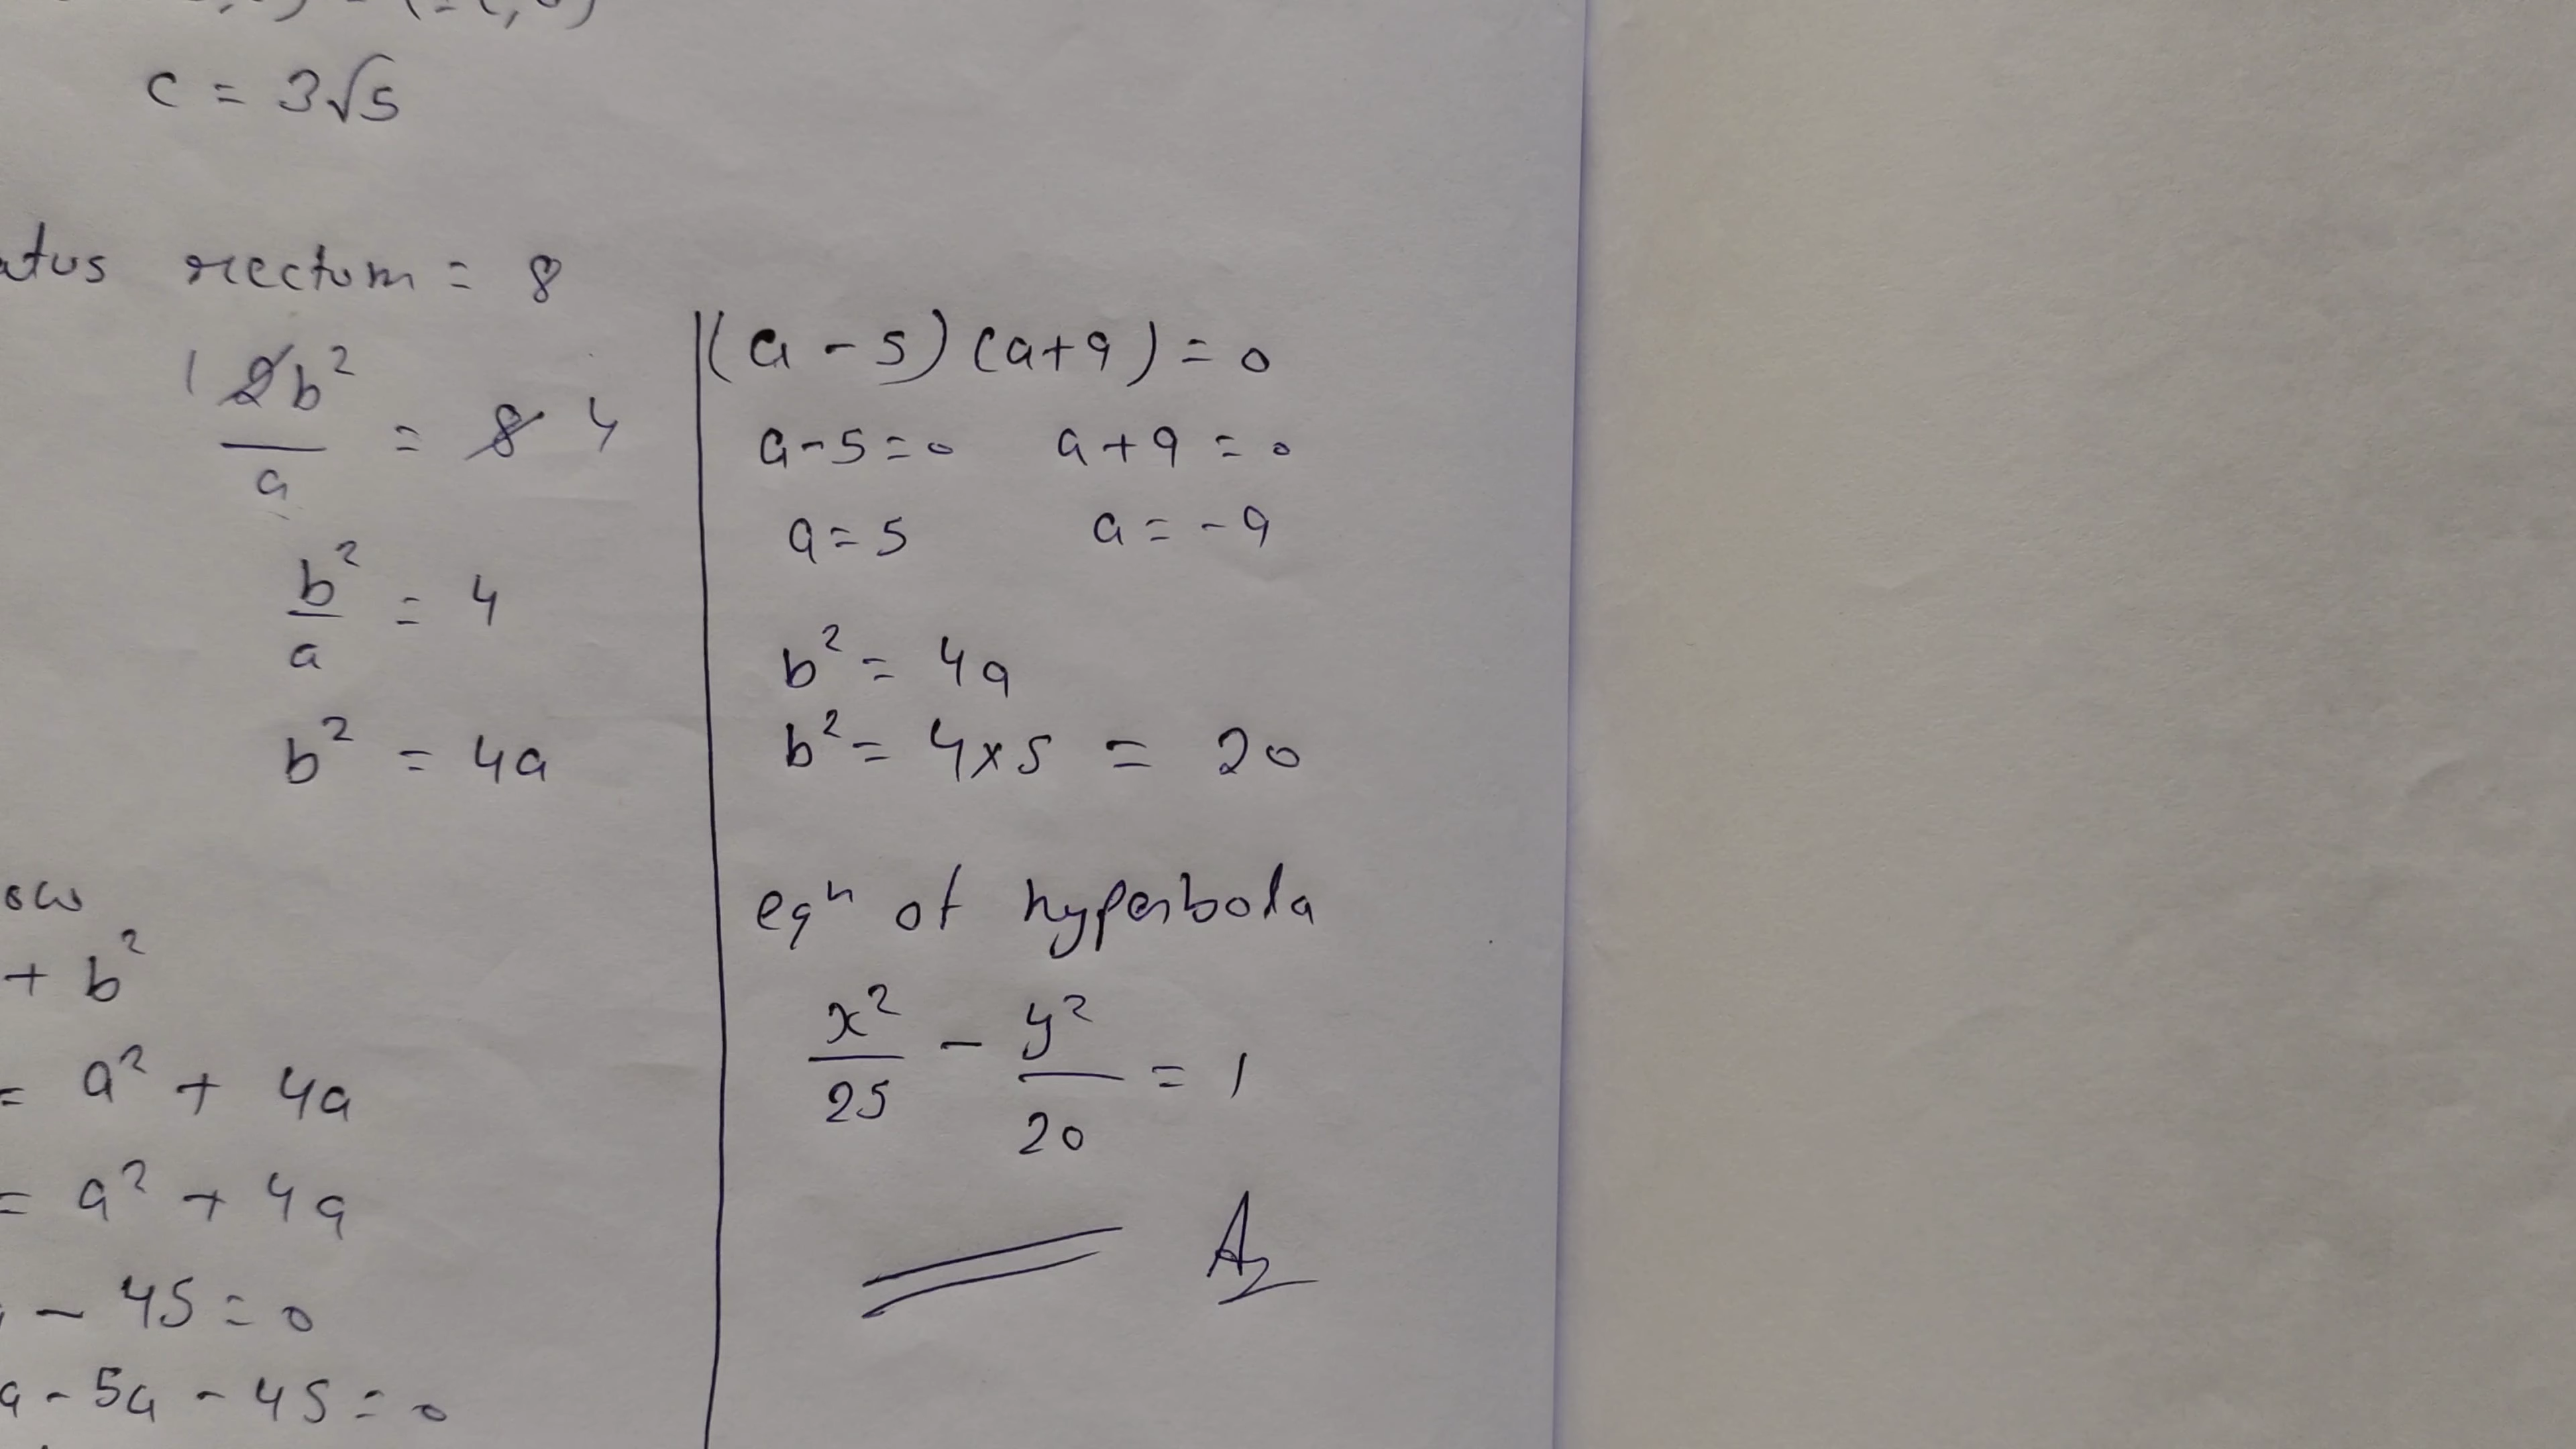 c = 3√5
atus rectum = 8
1 2b² / a = 8 4
b² / a = 4
b² = 4a
+ b²
= a² + 4a
= a² + 4a
- 45 = 0
a - 5a - 45 = 0
(a - 5) (a + 9) = 0
a - 5 = 0 a + 9 = 0
a = 5 a = -9
b² = 4a
b² = 4 × 5 = 20
eqⁿ of hyperbola
x² / 25 - y² / 20 = 1